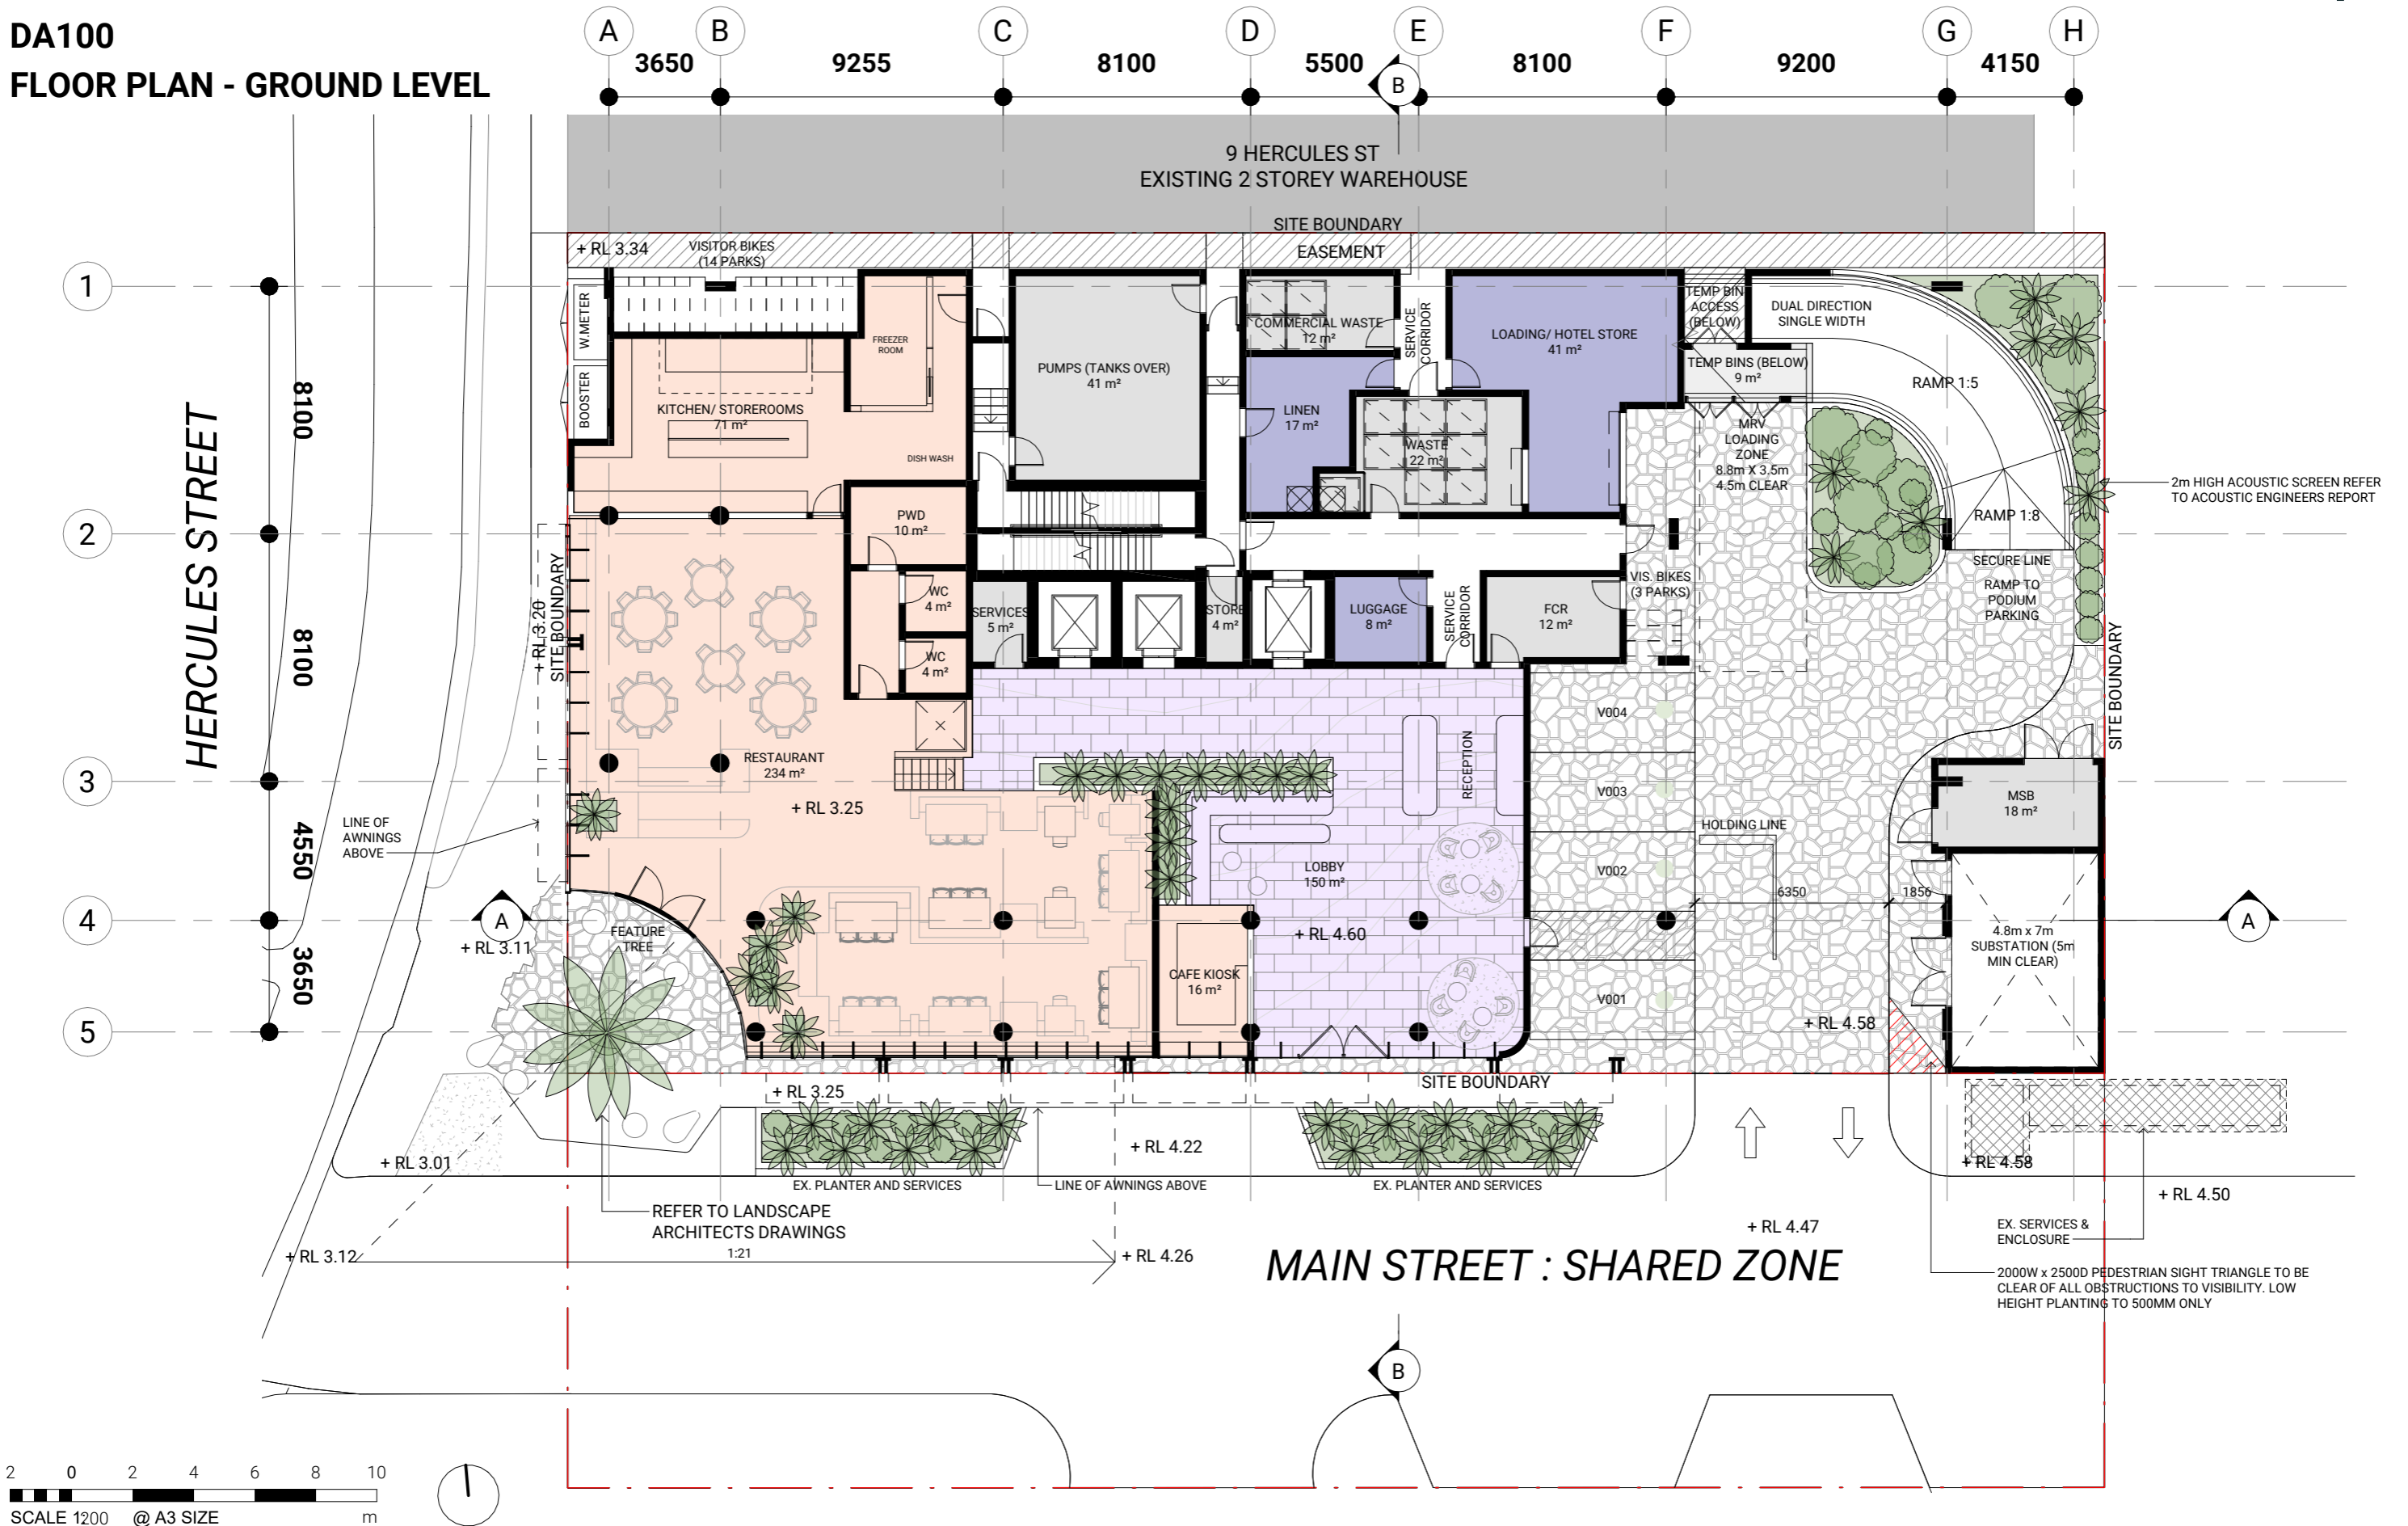 DA100
FLOOR PLAN - GROUND LEVEL
A
B
C
D
E
F
G
H
3650
9255
8100
5500
8100
9200
4150
B
9 HERCULES ST
EXISTING 2 STOREY WAREHOUSE
SITE BOUNDARY
EASEMENT
+ RL 3.34
VISITOR BIKES
(14 PARKS)
1
2
3
4
5
8100
8100
4550
3650
HERCULES STREET
W.METER
BOOSTER
FREEZER
ROOM
KITCHEN/ STOREROOMS
71 m²
DISH WASH
PUMPS (TANKS OVER)
41 m²
COMMERCIAL WASTE
12 m²
SERVICE
CORRIDOR
LOADING/ HOTEL STORE
41 m²
TEMP BIN
ACCESS
(BELOW)
DUAL DIRECTION
SINGLE WIDTH
TEMP BINS (BELOW)
9 m²
RAMP 1:5
LINEN
17 m²
WASTE
22 m²
MRV
LOADING
ZONE
8.8m X 3.5m
4.5m CLEAR
2m HIGH ACOUSTIC SCREEN REFER
TO ACOUSTIC ENGINEERS REPORT
RAMP 1:8
SECURE LINE
RAMP TO
PODIUM
PARKING
PWD
10 m²
WC
4 m²
WC
4 m²
SERVICES
5 m²
STORE
4 m²
LUGGAGE
8 m²
SERVICE
CORRIDOR
FCR
12 m²
VIS. BIKES
(3 PARKS)
+ RL 3.20
SITE BOUNDARY
SITE BOUNDARY
RESTAURANT
234 m²
+ RL 3.25
RECEPTION
V004
V003
V002
V001
MSB
18 m²
HOLDING LINE
LINE OF
AWNINGS
ABOVE
LOBBY
150 m²
+ RL 4.60
6350
1856
A
A
+ RL 3.11
FEATURE
TREE
CAFE KIOSK
16 m²
4.8m x 7m
SUBSTATION (5m
MIN CLEAR)
+ RL 4.58
+ RL 3.25
SITE BOUNDARY
+ RL 4.22
+ RL 3.01
+ RL 4.58
EX. PLANTER AND SERVICES
LINE OF AWNINGS ABOVE
EX. PLANTER AND SERVICES
+ RL 4.50
REFER TO LANDSCAPE
ARCHITECTS DRAWINGS
1:21
+ RL 3.12
+ RL 4.26
+ RL 4.47
MAIN STREET : SHARED ZONE
EX. SERVICES &
ENCLOSURE
2000W x 2500D PEDESTRIAN SIGHT TRIANGLE TO BE
CLEAR OF ALL OBSTRUCTIONS TO VISIBILITY. LOW
HEIGHT PLANTING TO 500MM ONLY
B
2 0 2 4 6 8 10
SCALE 1:200 @ A3 SIZE m